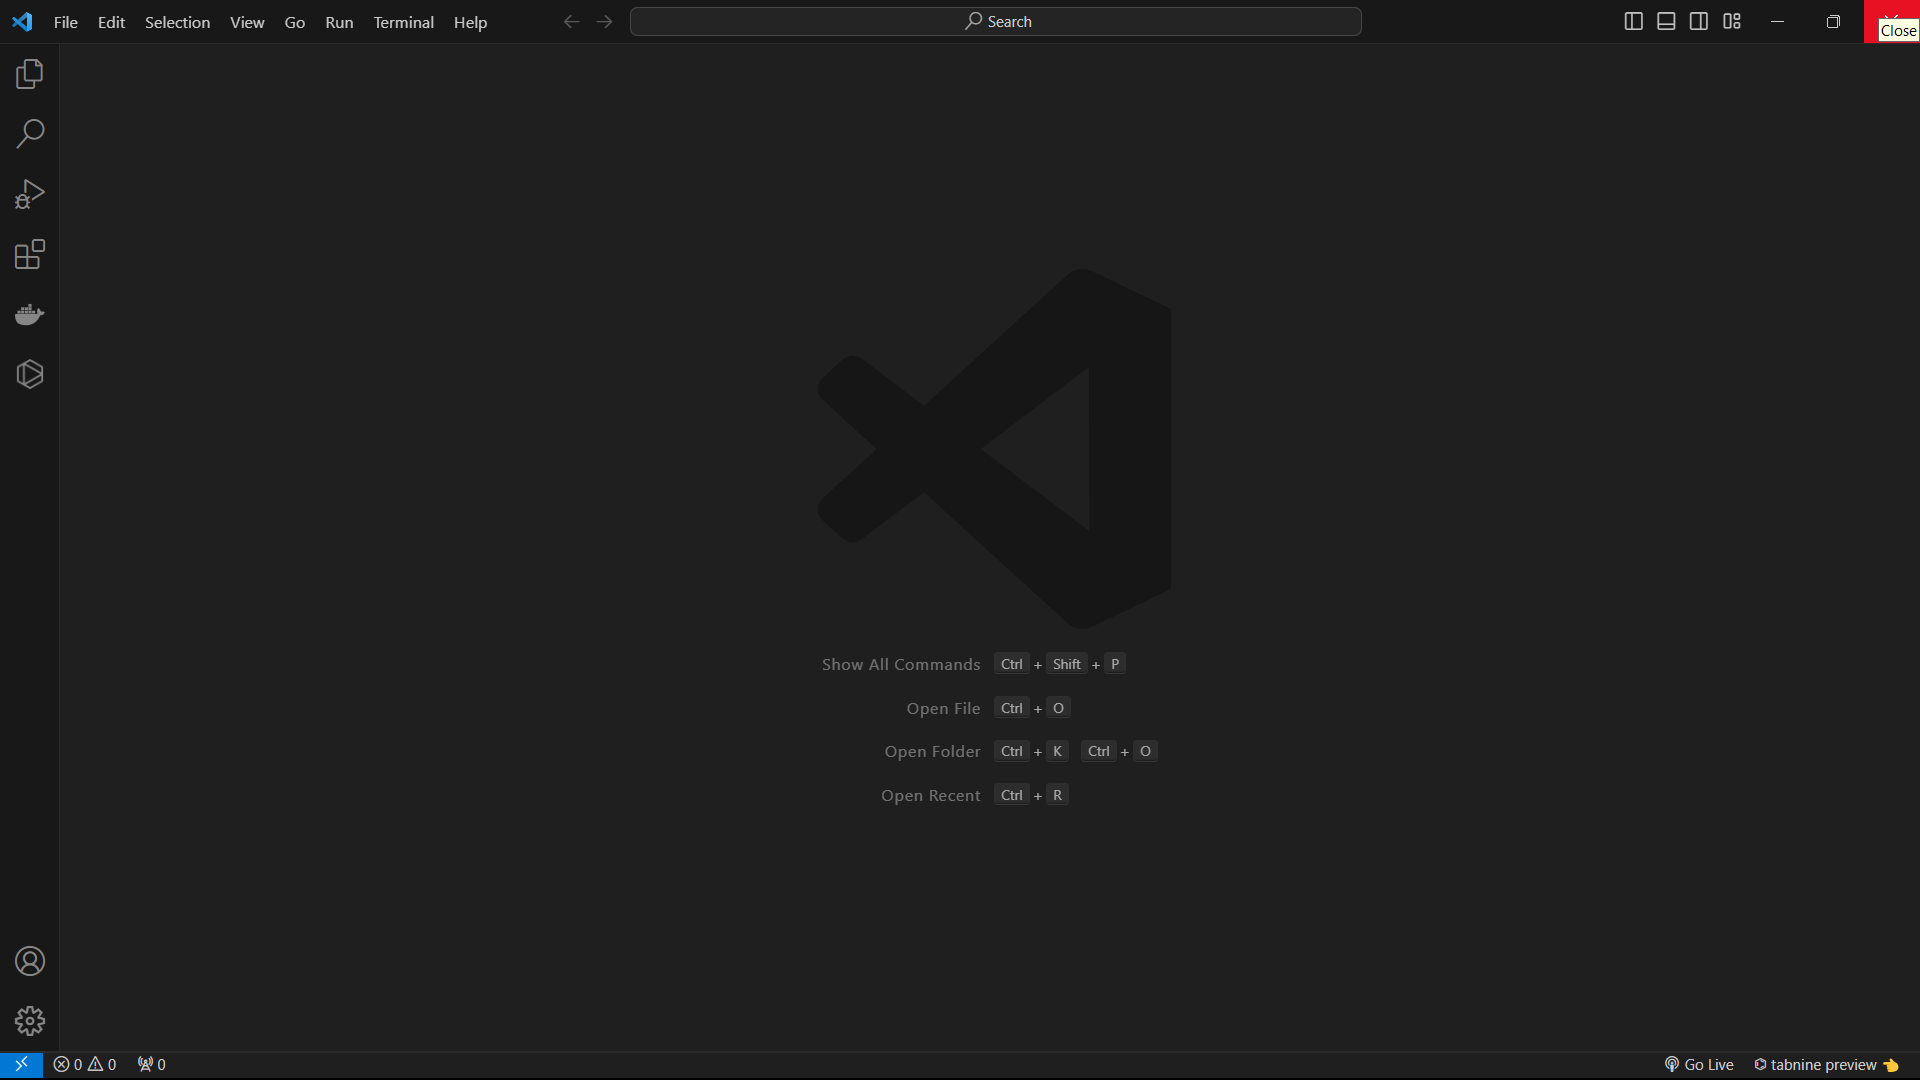 File Edit Selection View Go Run Terminal Help Search
Close
Show All Commands Ctrl + Shift + P
Open File Ctrl + O
Open Folder Ctrl + K Ctrl + O
Open Recent Ctrl + R
0 0 0 Go Live tabnine preview 👈